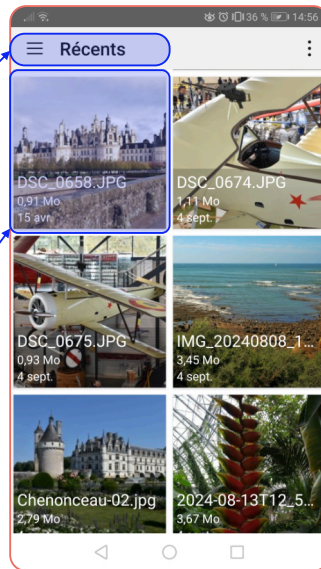 36 % 14:56
Récents
DSC_0658.JPG
0,91 Mo
15 avr.
DSC_0674.JPG
1,11 Mo
4 sept.
DSC_0675.JPG
0,93 Mo
4 sept.
IMG_20240808_1...
3,45 Mo
4 sept.
Chenonceau-02.jpg
2,79 Mo
2024-08-13T12_5...
3,67 Mo